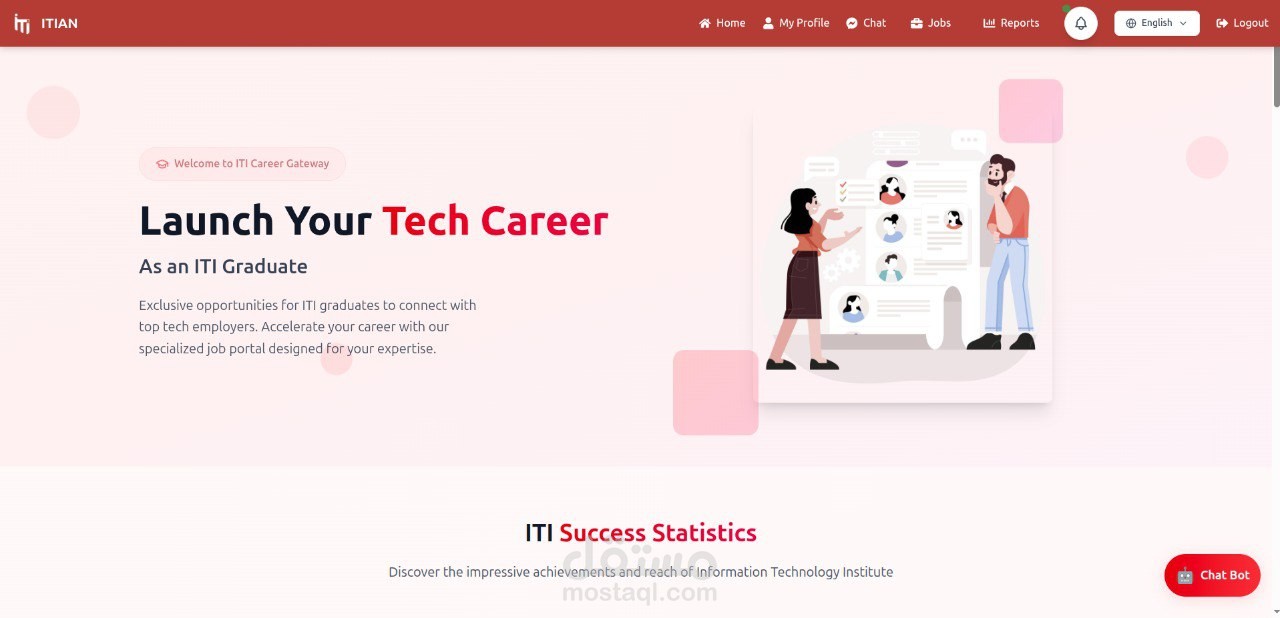 ITIAN
Home
My Profile
Chat
Jobs
Reports
English
Logout
Welcome to ITI Career Gateway
Launch Your Tech Career
As an ITI Graduate
Exclusive opportunities for ITI graduates to connect with
top tech employers. Accelerate your career with our
specialized job portal designed for your expertise.
ITI Success Statistics
Discover the impressive achievements and reach of Information Technology Institute
مستقل
mostaql.com
Chat Bot